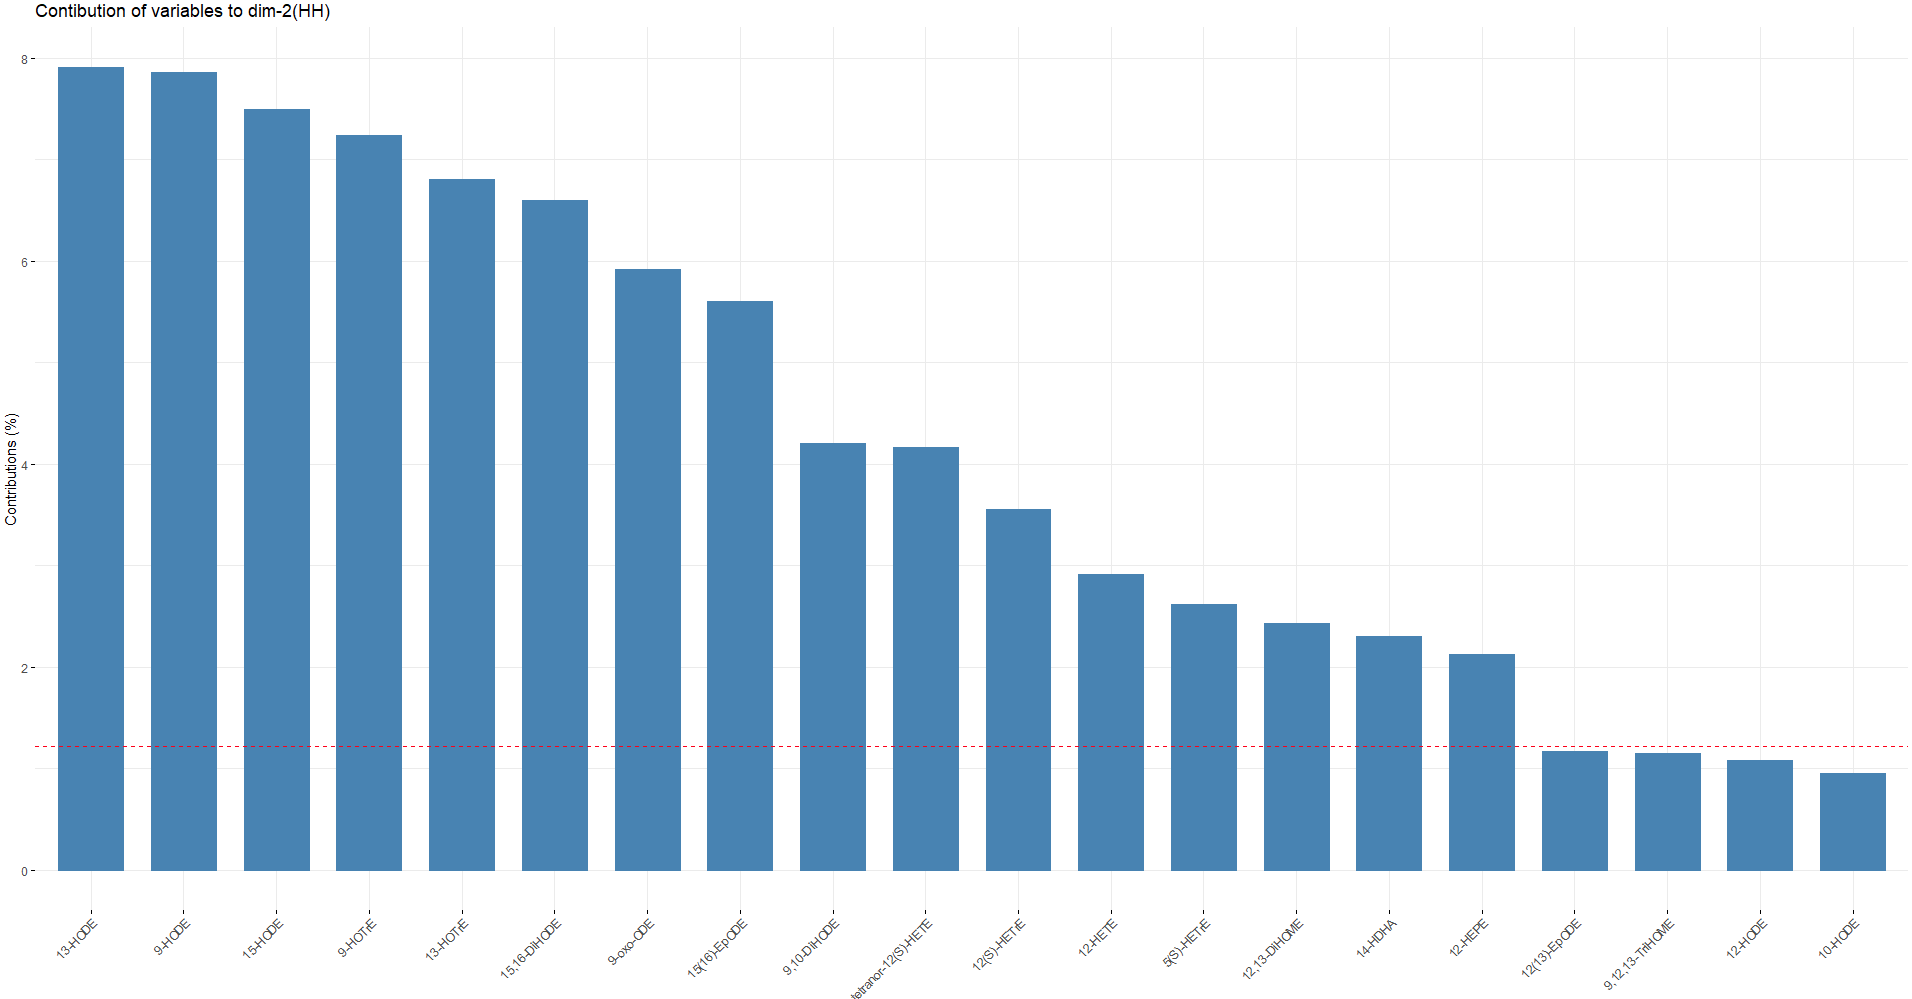 Contibution of variables to dim-2(HH)
Contributions (%)
8
6
4
2
0
13-HODE
9-HODE
15-HODE
9-HOTrE
13-HOTrE
15,16-DiHODE
9-oxo-ODE
15(16)-EpODE
9,10-DiHODE
tetranor-12(S)-HETE
12(S)-HETrE
12-HETE
5(S)-HETrE
12,13-DiHOME
14-HDHA
12-HEPE
12(13)-EpODE
9,12,13-TriHOME
12-HODE
10-HODE